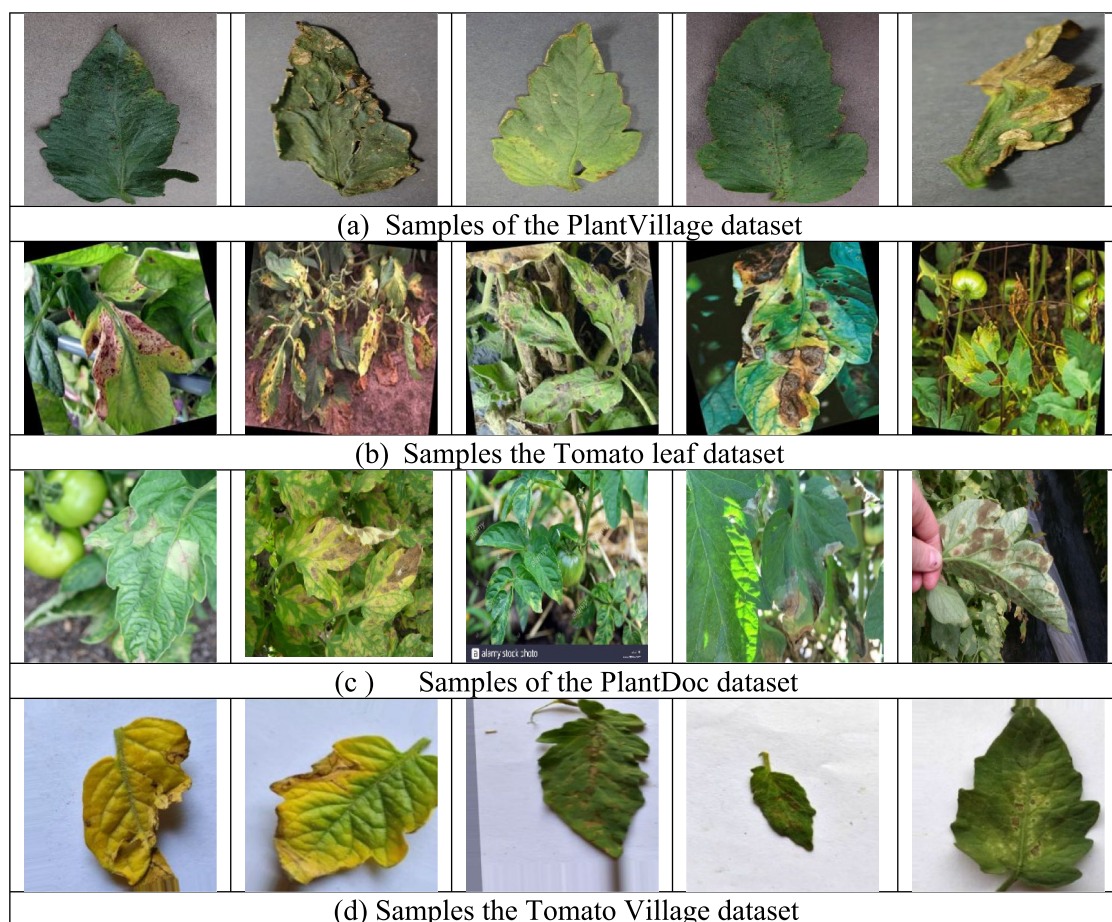 (a) Samples of the PlantVillage dataset
(b) Samples the Tomato leaf dataset
a alamy stock photo
(c ) Samples of the PlantDoc dataset
(d) Samples the Tomato Village dataset